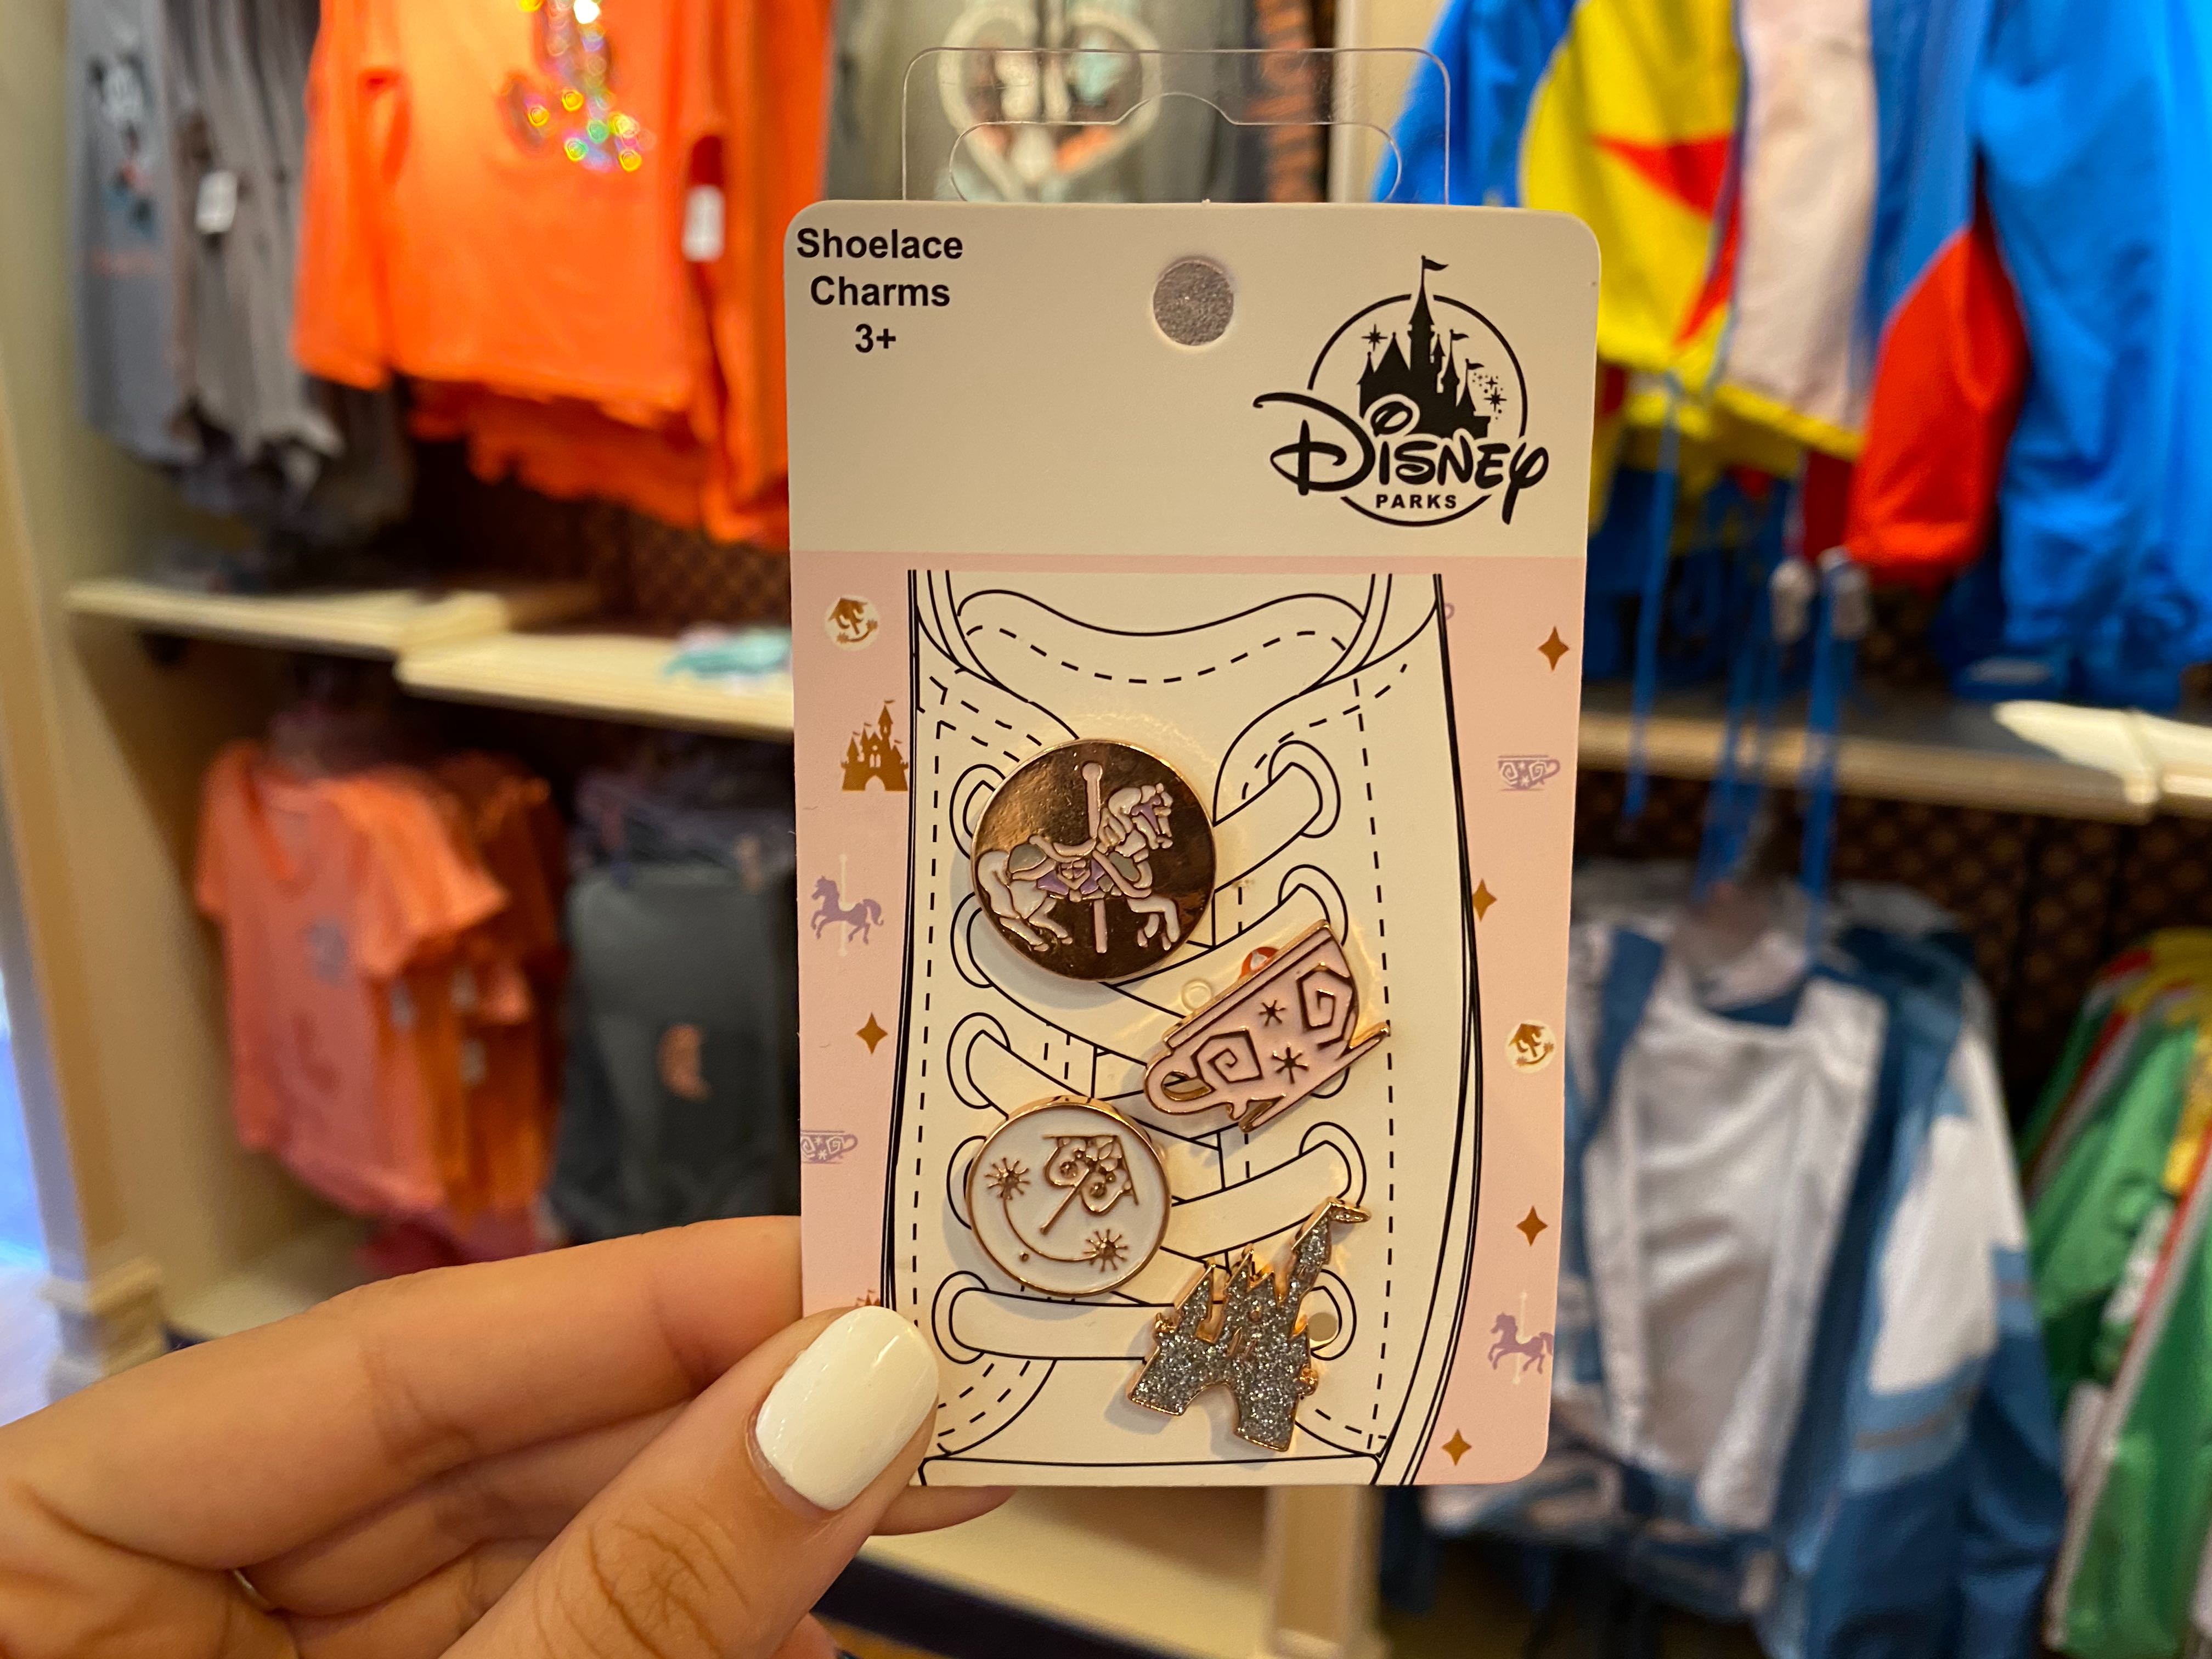 Shoelace
Charms
3+
Disney
PARKS